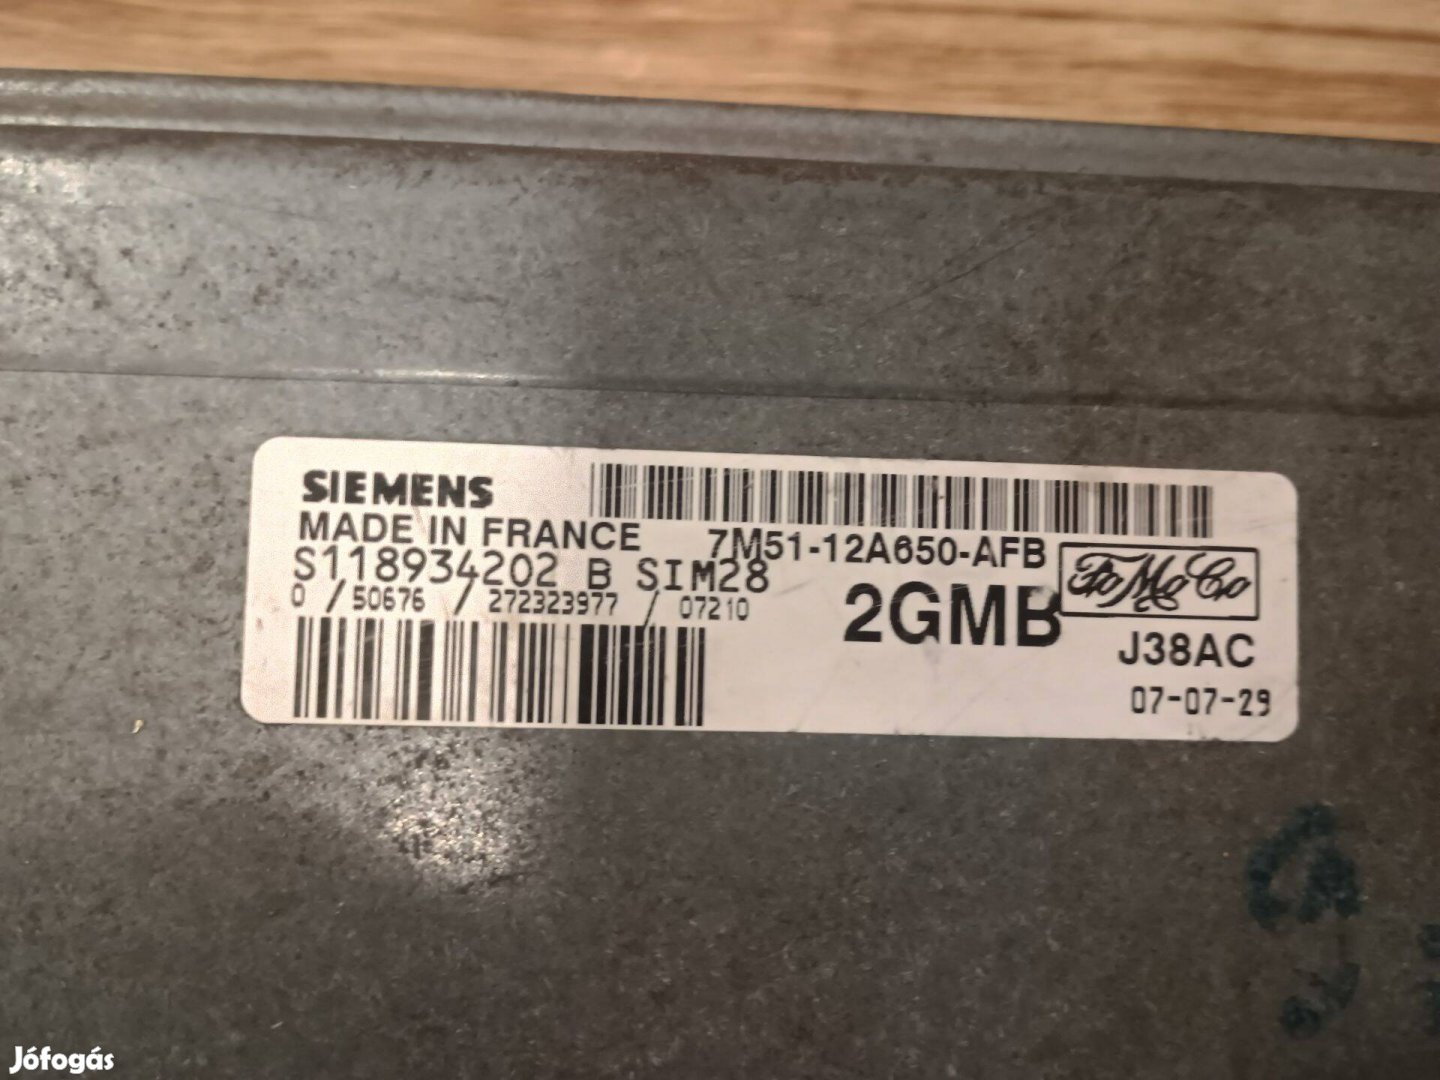 SIEMENS
MADE IN FRANCE
7M51-12A650-AFB
S118934202 B SIM28
FoMoCo
0 / 50676 / 272323977 / 07210
2GMB
J38AC
07-07-29
Jófogás